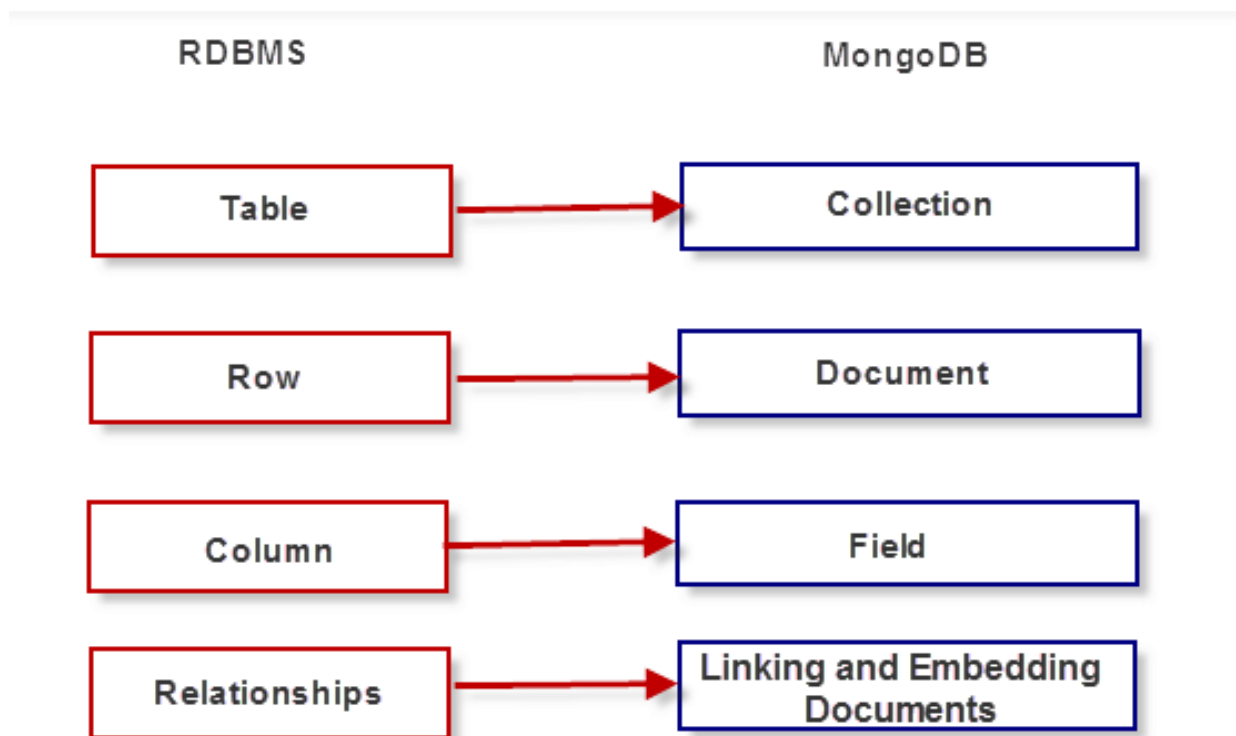 RDBMS
MongoDB
Table
Collection
Row
Document
Column
Field
Relationships
Linking and Embedding
Documents